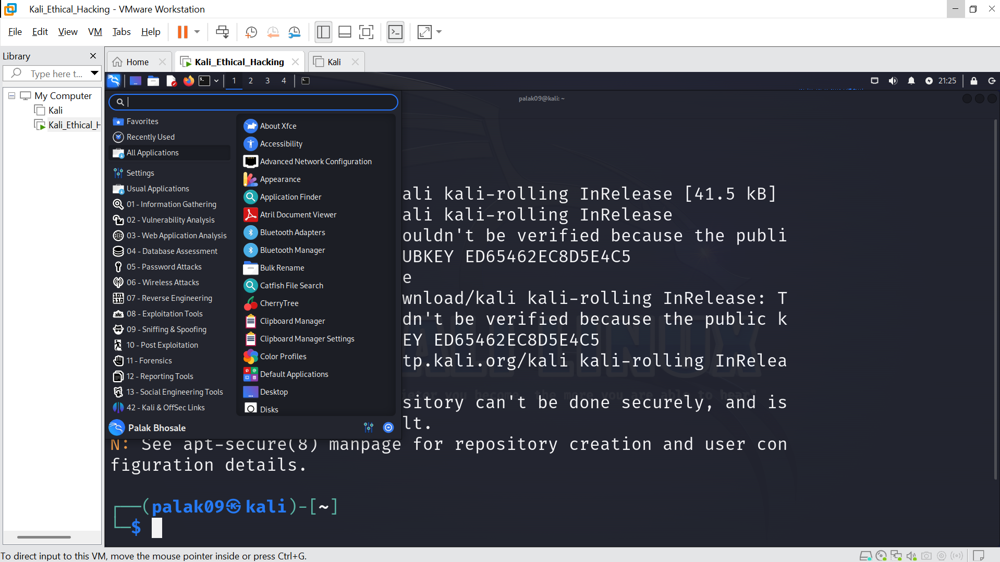 Kali_Ethical_Hacking - VMware Workstation
File Edit View VM Tabs Help
Library
Type here t...
Home
Kali_Ethical_Hacking
Kali
My Computer
Kali
Kali_Ethical_H
1 2 3 4
21:25
palak09@kali: ~
Favorites
Recently Used
All Applications
Settings
Usual Applications
01 - Information Gathering
02 - Vulnerability Analysis
03 - Web Application Analysis
04 - Database Assessment
05 - Password Attacks
06 - Wireless Attacks
07 - Reverse Engineering
08 - Exploitation Tools
09 - Sniffing & Spoofing
10 - Post Exploitation
11 - Forensics
12 - Reporting Tools
13 - Social Engineering Tools
42 - Kali & OffSec Links
Palak Bhosale
About Xfce
Accessibility
Advanced Network Configuration
Appearance
Application Finder
Atril Document Viewer
Bluetooth Adapters
Bluetooth Manager
Bulk Rename
Catfish File Search
CherryTree
Clipboard Manager
Clipboard Manager Settings
Color Profiles
Default Applications
Desktop
Disks
ali kali-rolling InRelease [41.5 kB]
ali kali-rolling InRelease
ouldn't be verified because the publi
UBKEY ED65462EC8D5E4C5
e
wnload/kali kali-rolling InRelease: T
dn't be verified because the public k
EY ED65462EC8D5E4C5
tp.kali.org/kali kali-rolling InRelea
you become, the more you are able to hear"
sitory can't be done securely, and is
lt.
N: See apt-secure(8) manpage for repository creation and user con
figuration details.
(palak09㉿kali)-[~]
$
To direct input to this VM, move the mouse pointer inside or press Ctrl+G.